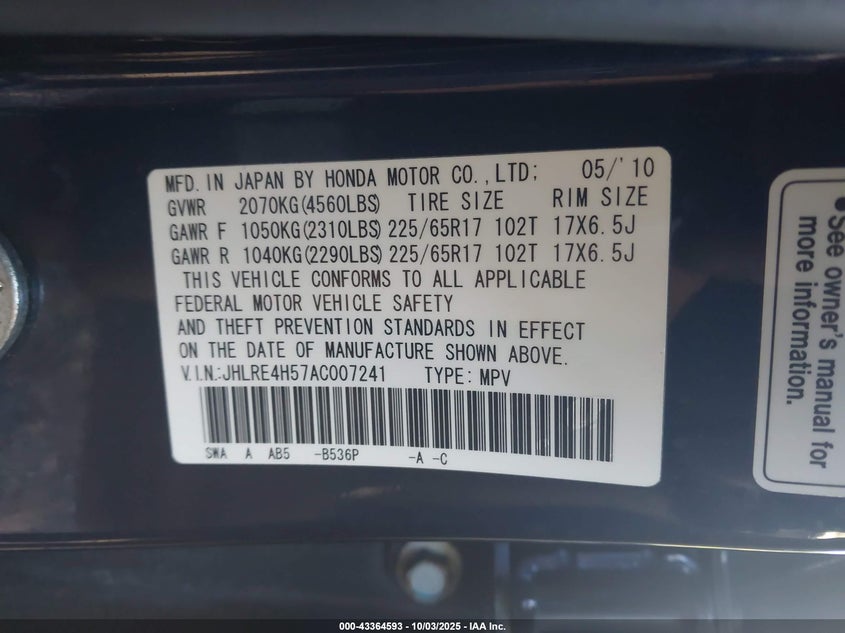 MFD. IN JAPAN BY HONDA MOTOR CO., LTD; 05/'10
GVWR 2070KG(4560LBS) TIRE SIZE RIM SIZE
GAWR F 1050KG(2310LBS) 225/65R17 102T 17X6.5J
GAWR R 1040KG(2290LBS) 225/65R17 102T 17X6.5J
THIS VEHICLE CONFORMS TO ALL APPLICABLE
FEDERAL MOTOR VEHICLE SAFETY
AND THEFT PREVENTION STANDARDS IN EFFECT
ON THE DATE OF MANUFACTURE SHOWN ABOVE.
V.I.N.:JHLRE4H57AC007241 TYPE: MPV
SWA A AB5 -B536P -A -C
●See owner's manual for
more information.
000-43364593 - 10/03/2025 - IAA Inc.